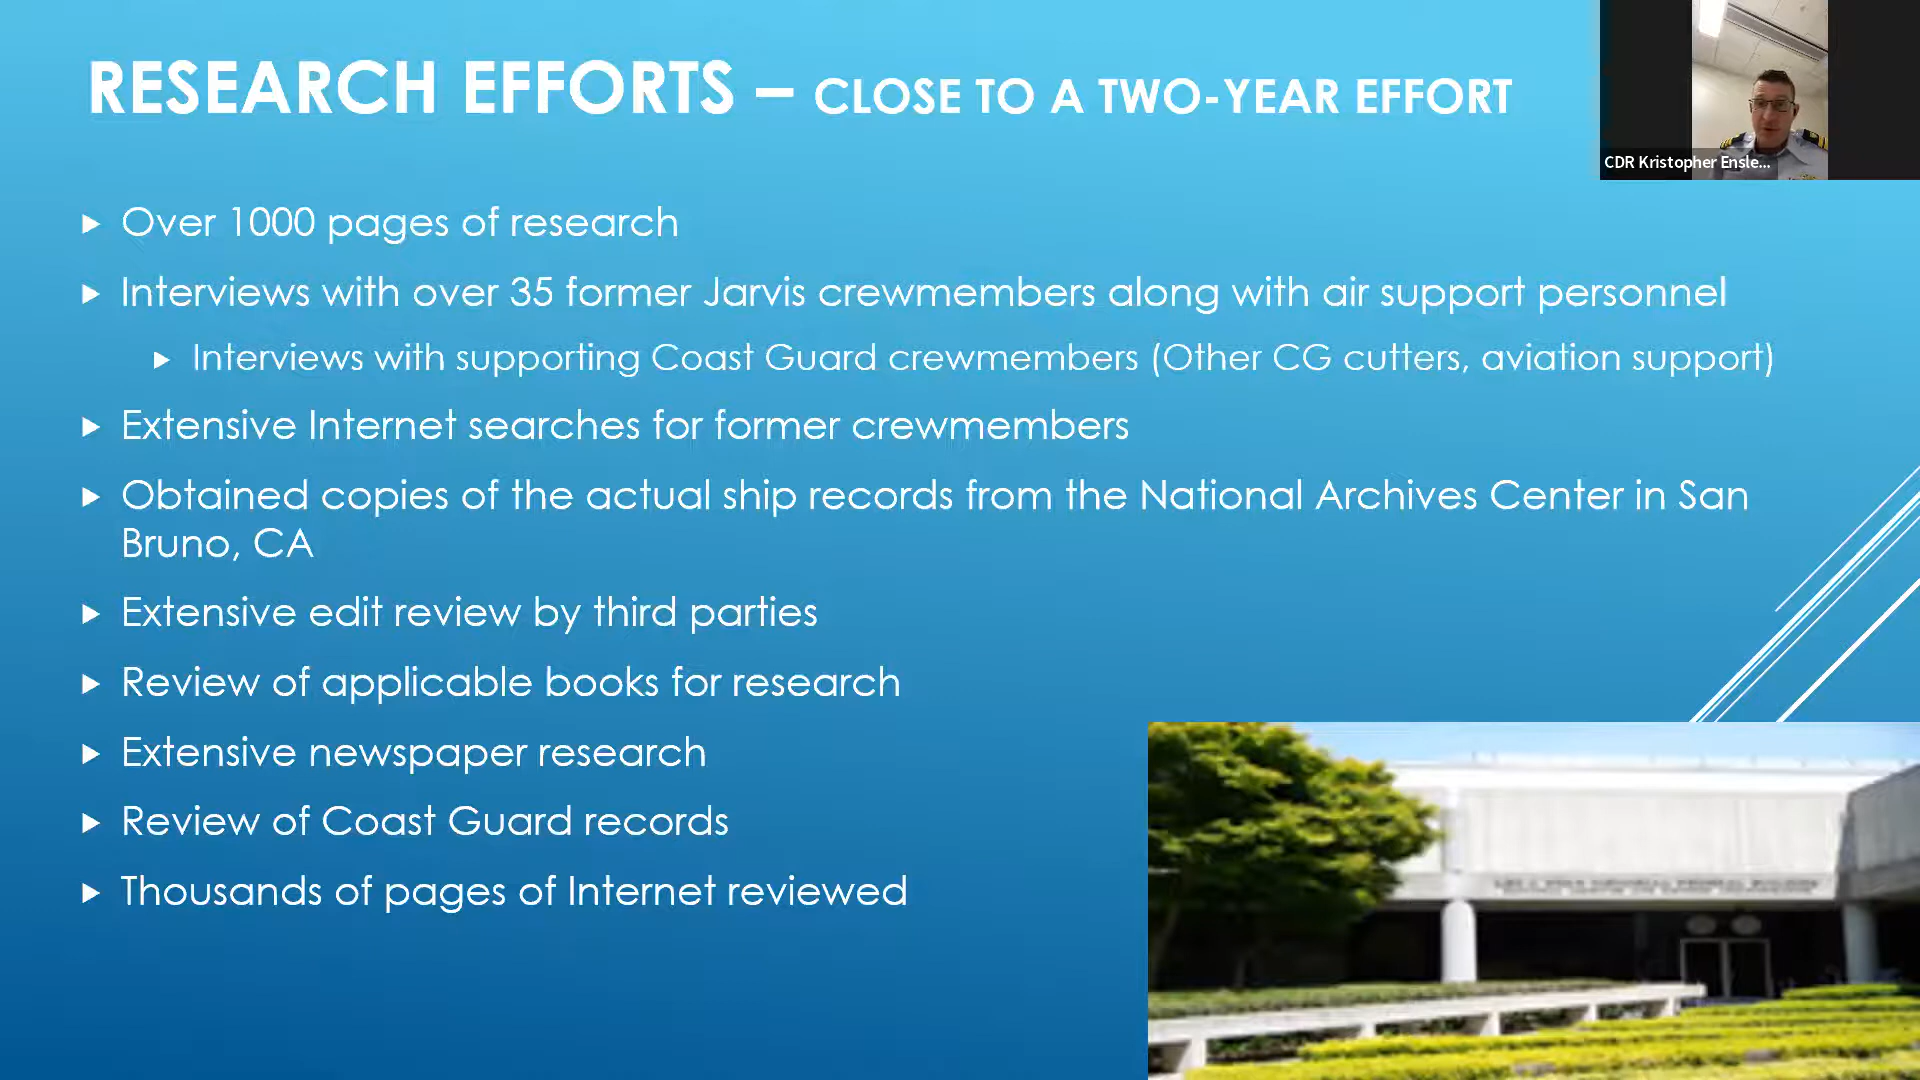 RESEARCH EFFORTS – CLOSE TO A TWO-YEAR EFFORT
CDR Kristopher Ensle...
Over 1000 pages of research
Interviews with over 35 former Jarvis crewmembers along with air support personnel
Interviews with supporting Coast Guard crewmembers (Other CG cutters, aviation support)
Extensive Internet searches for former crewmembers
Obtained copies of the actual ship records from the National Archives Center in San
Bruno, CA
Extensive edit review by third parties
Review of applicable books for research
Extensive newspaper research
Review of Coast Guard records
Thousands of pages of Internet reviewed